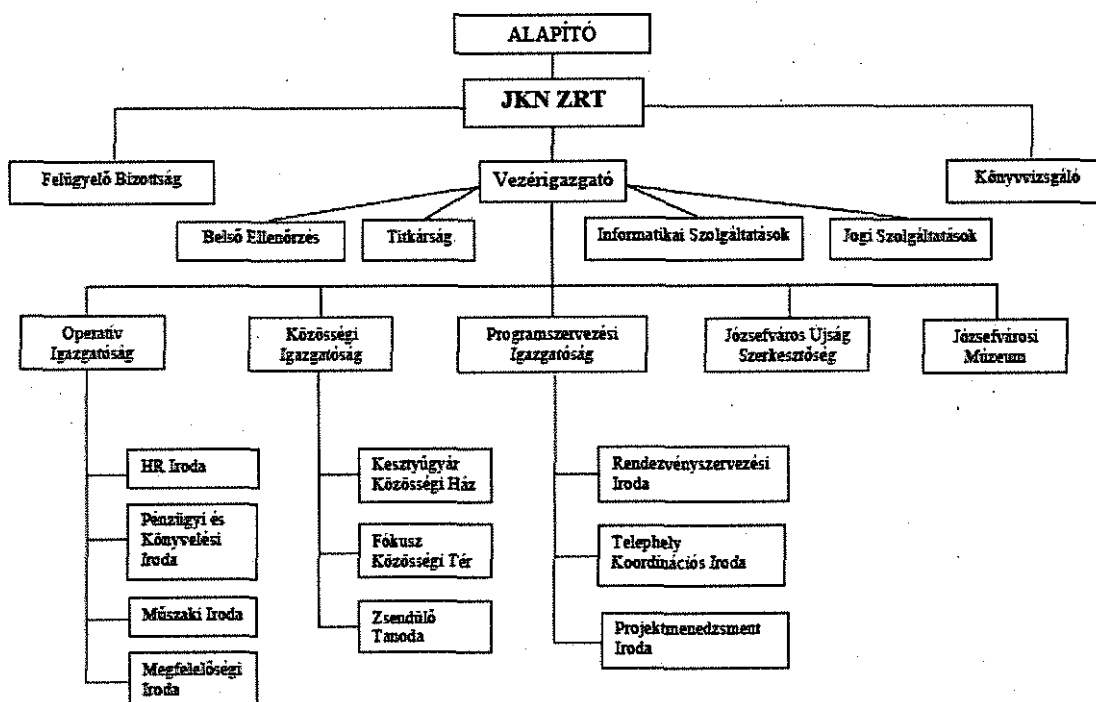 ALAPÍTÓ
JKN ZRT
Felügyelő Bizottság
Vezérigazgató
Könyvvizsgáló
Belső Ellenőrzés
Titkárság
Informatikai Szolgáltatások
Jogi Szolgáltatások
Operatív
Igazgatóság
Közösségi
Igazgatóság
Programszervezési
Igazgatóság
Józsefváros Újság
Szerkesztőség
Józsefvárosi
Múzeum
HR Iroda
Pénzügyi és
Könyvelési
Iroda
Műszaki Iroda
Megfelelőségi
Iroda
Kesztyűgyár
Közösségi Ház
Fókusz
Közösségi Tér
Zsendülő
Tanoda
Rendezvényszervezési
Iroda
Telephely
Koordinációs Iroda
Projektmenedzsment
Iroda